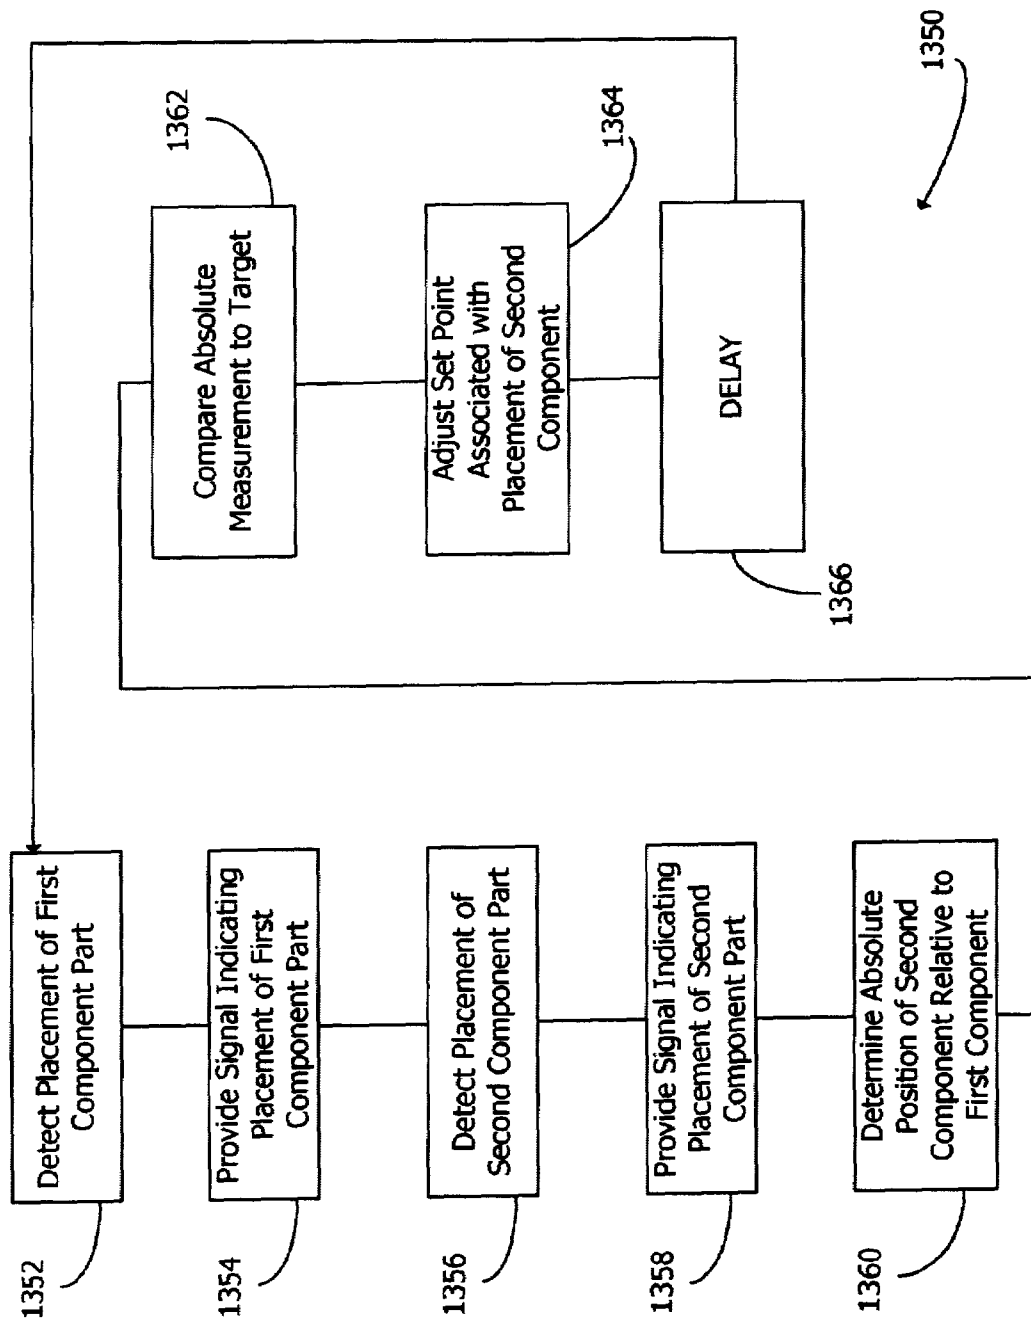 1352
Detect Placement of First
Component Part
1354
Provide Signal Indicating
Placement of First
Component Part
1356
Detect Placement of
Second Component Part
1358
Provide Signal Indicating
Placement of Second
Component Part
1360
Determine Absolute
Position of Second
Component Relative to
First Component
1362
Compare Absolute
Measurement to Target
1364
Adjust Set Point
Associated with
Placement of Second
Component
1366
DELAY
1350